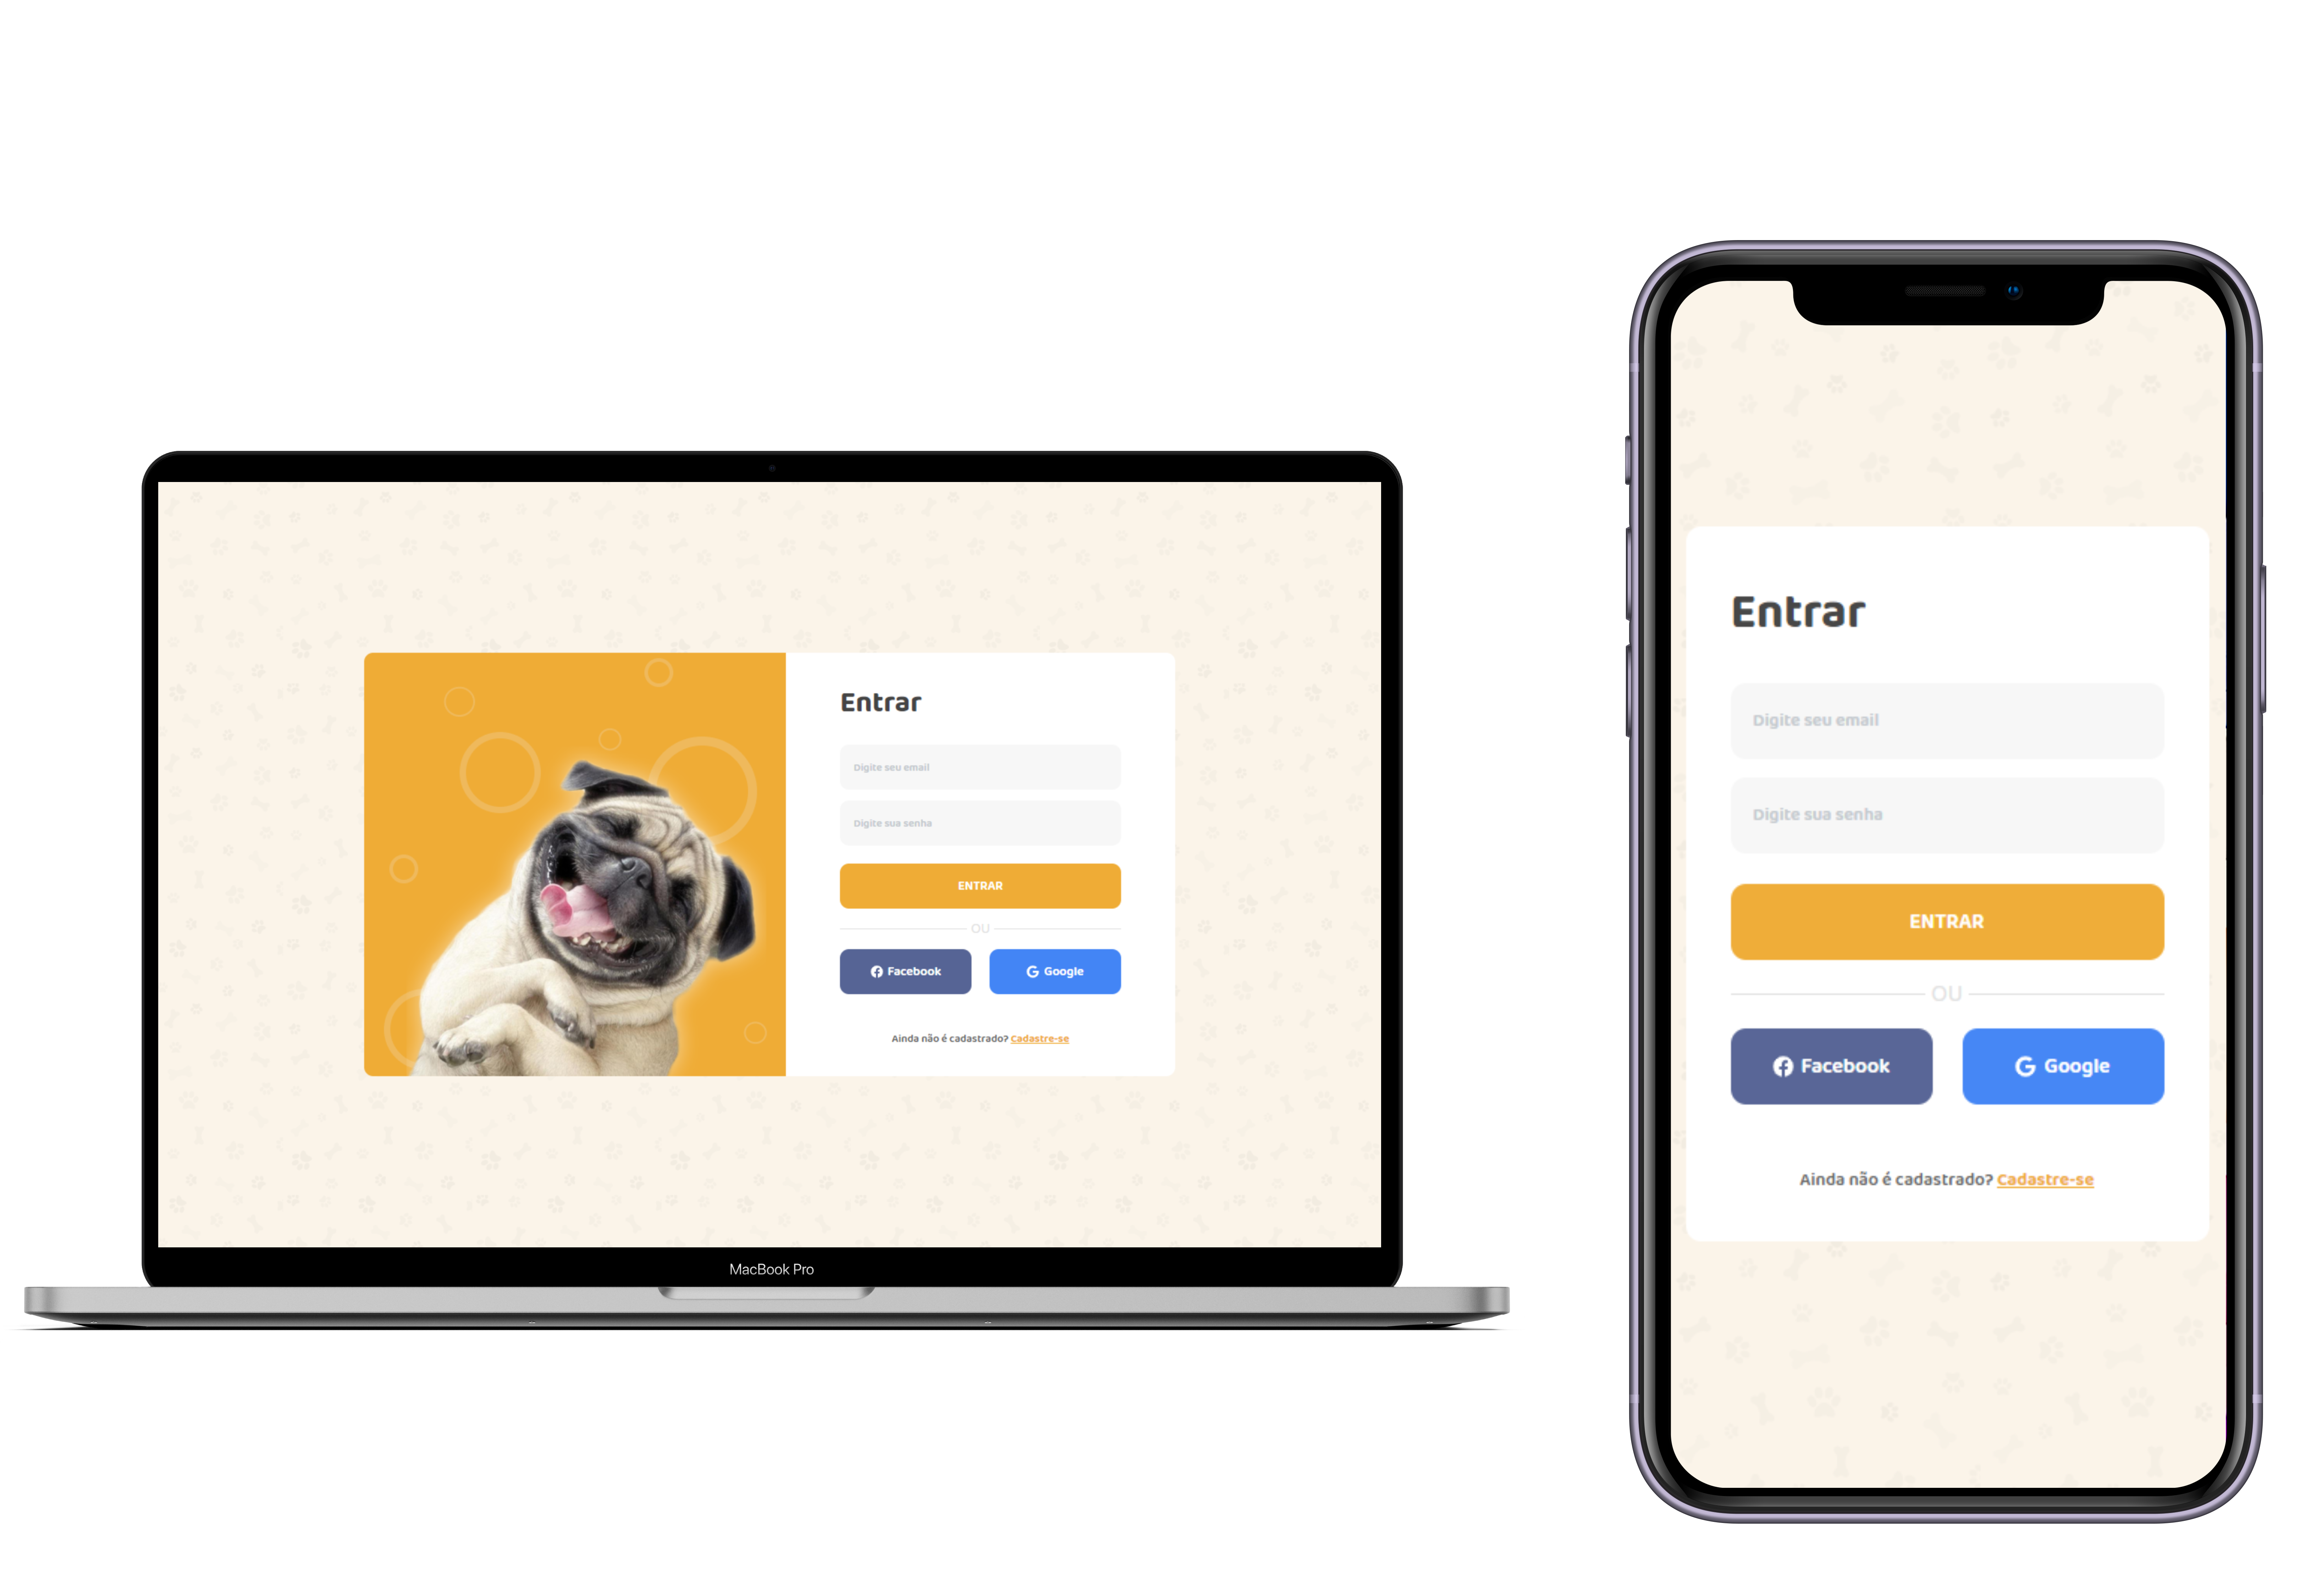 Entrar
Digite seu email
Digite sua senha
ENTRAR
OU
Facebook
Google
Ainda não é cadastrado? Cadastre-se
MacBook Pro
Entrar
Digite seu email
Digite sua senha
ENTRAR
OU
Facebook
Google
Ainda não é cadastrado? Cadastre-se